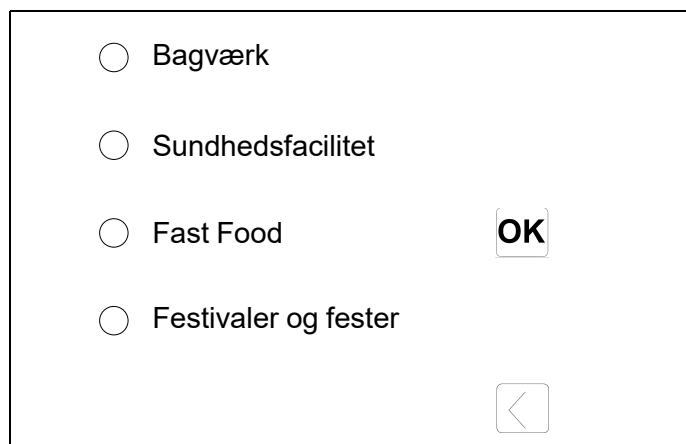 Bagværk
Sundhedsfacilitet
Fast Food
OK
Festivaler og fester